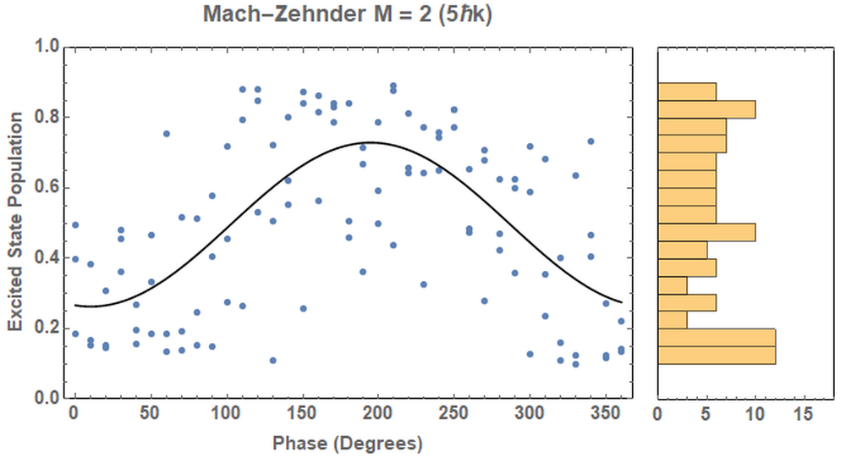 Mach–Zehnder M = 2 (5ħk)
Excited State Population
1.0
0.8
0.6
0.4
0.2
0.0
0 50 100 150 200 250 300 350
Phase (Degrees)
0 5 10 15